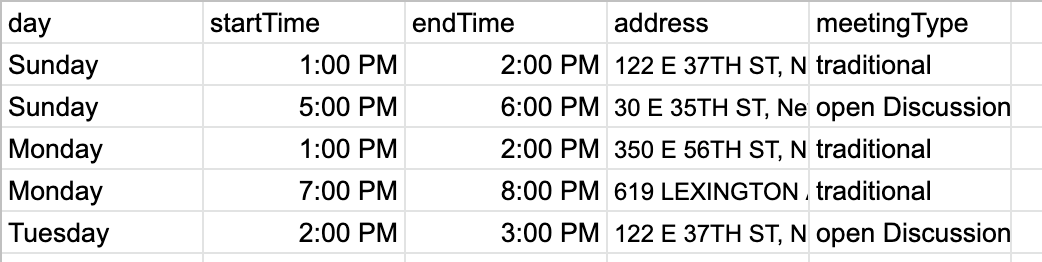 day startTime endTime address meetingType
Sunday 1:00 PM 2:00 PM 122 E 37TH ST, N traditional
Sunday 5:00 PM 6:00 PM 30 E 35TH ST, Ne open Discussion
Monday 1:00 PM 2:00 PM 350 E 56TH ST, N traditional
Monday 7:00 PM 8:00 PM 619 LEXINGTON traditional
Tuesday 2:00 PM 3:00 PM 122 E 37TH ST, N open Discussion